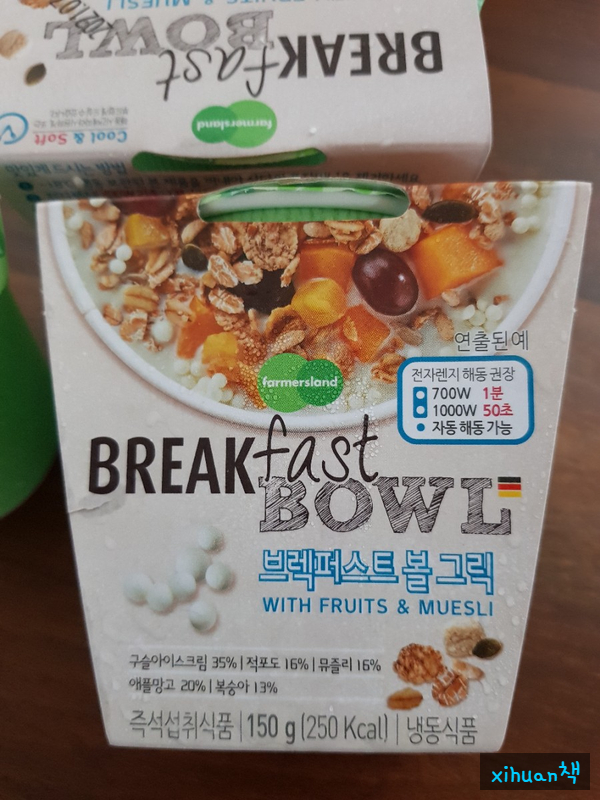 WITH FRUITS & MUESLI
BREAKfast
BOWL
farmersland
Cool & Soft
farmersland
연출된 예
전자렌지 해동 권장
700W 1분
1000W 50초
자동 해동 가능
BREAKfast
BOWL
브렉퍼스트 볼 그릭
WITH FRUITS & MUESLI
구슬아이스크림 35% | 적포도 16% | 뮤즐리 16%
애플망고 20% | 복숭아 13%
즉석섭취식품 | 150 g (250 Kcal) | 냉동식품
xihuan책